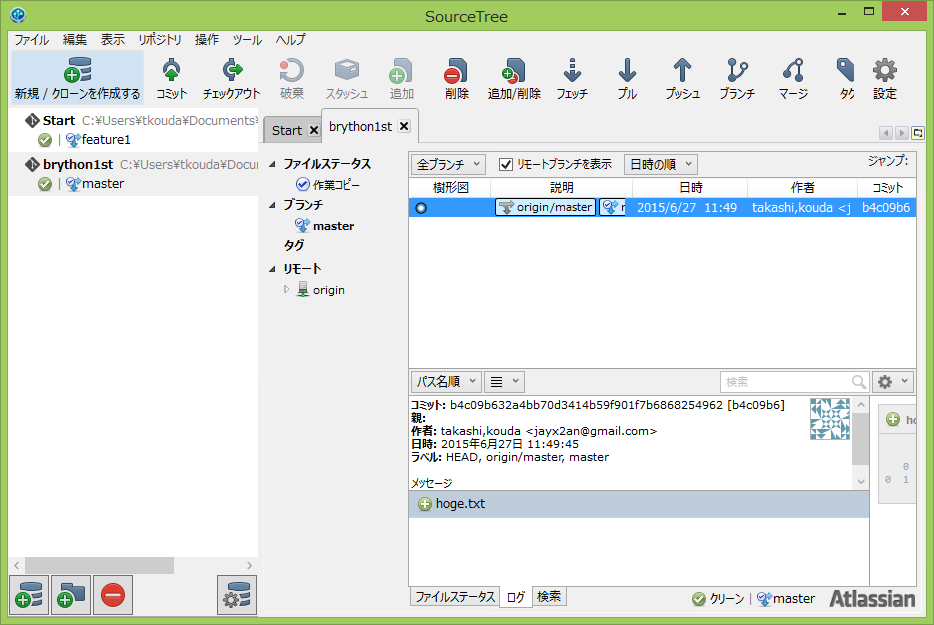 SourceTree
ファイル 編集 表示 リポジトリ 操作 ツール ヘルプ
新規 / クローンを作成する コミット チェックアウト 破棄 スタッシュ 追加 削除 追加/削除 フェッチ プル プッシュ ブランチ マージ タグ 設定
Start C:¥Users¥tkouda¥Documents¥
feature1
brython1st C:¥Users¥tkouda¥Docu
master
Start brython1st
ファイルステータス
作業コピー
ブランチ
master
タグ
リモート
origin
全ブランチ リモートブランチを表示 日時の順 ジャンプ:
樹形図 説明 日時 作者 コミット
origin/master 2015/6/27 11:49 takashi,kouda <j b4c09b6
パス名順 検索
コミット: b4c09b632a4bb70d3414b59f901f7b6868254962 [b4c09b6]
親:
作者: takashi,kouda <jayx2an@gmail.com>
日時: 2015年6月27日 11:49:45
ラベル: HEAD, origin/master, master
メッセージ
hoge.txt
ho
0
0 1
ファイルステータス ログ 検索
クリーン master Atlassian